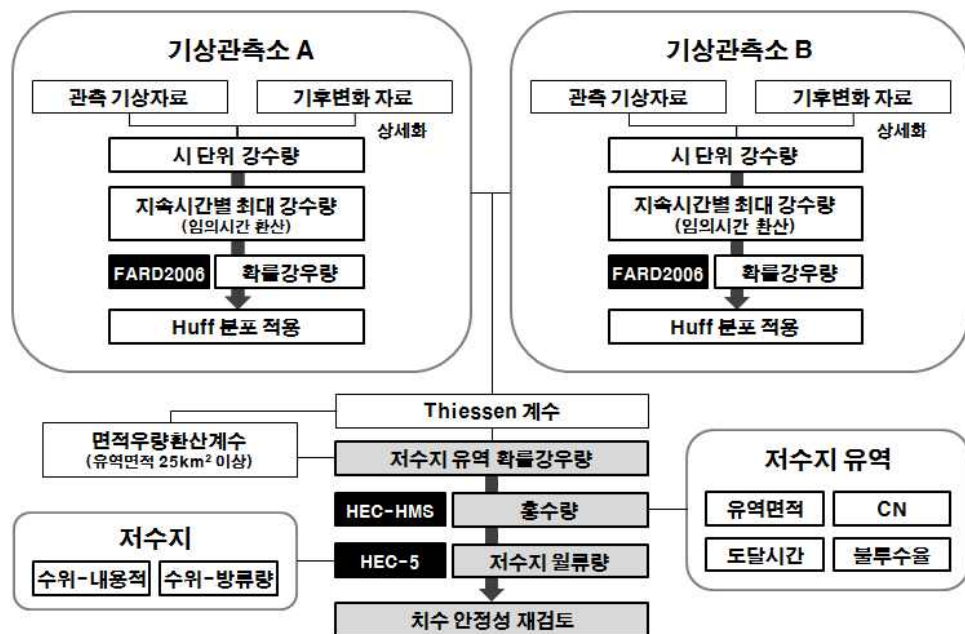 기상관측소 A
관측 기상자료
기후변화 자료
상세화
시 단위 강수량
지속시간별 최대 강수량
(임의시간 환산)
FARD2006
확률강우량
Huff 분포 적용
기상관측소 B
관측 기상자료
기후변화 자료
상세화
시 단위 강수량
지속시간별 최대 강수량
(임의시간 환산)
FARD2006
확률강우량
Huff 분포 적용
Thiessen 계수
면적우량환산계수
(유역면적 25km² 이상)
저수지 유역 확률강우량
HEC-HMS
홍수량
HEC-5
저수지 월류량
치수 안정성 재검토
저수지
수위-내용적
수위-방류량
저수지 유역
유역면적
CN
도달시간
불투수율